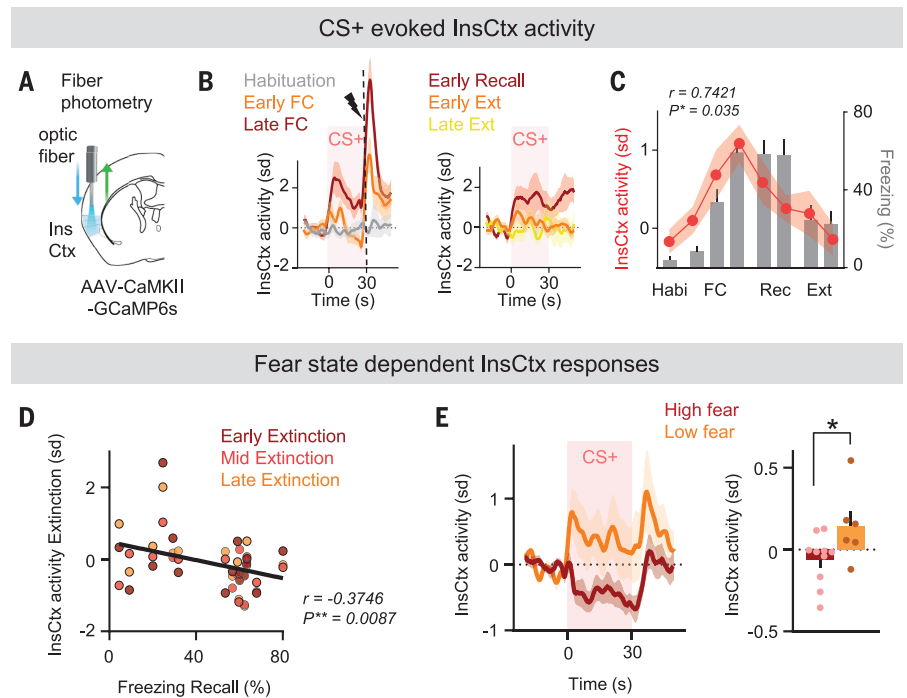 CS+ evoked InsCtx activity
A
Fiber
photometry
optic
fiber
Ins
Ctx
AAV-CaMKII
-GCaMP6s
B
Habituation
Early FC
Late FC
CS+
InsCtx activity (sd)
2
0
-2
0
30
Time (s)
Early Recall
Early Ext
Late Ext
CS+
InsCtx activity (sd)
2
0
-2
0
30
Time (s)
C
r = 0.7421
P* = 0.035
InsCtx activity (sd)
1
0
80
40
0
Freezing (%)
Habi FC Rec Ext
Fear state dependent InsCtx responses
D
Early Extinction
Mid Extinction
Late Extinction
InsCtx activity Extinction (sd)
2
0
-2
0 40 80
r = -0.3746
P** = 0.0087
Freezing Recall (%)
E
High fear
Low fear
CS+
InsCtx activity (sd)
1
0
-1
0 30
Time (s)
*
InsCtx activity (sd)
0.5
0
-0.5